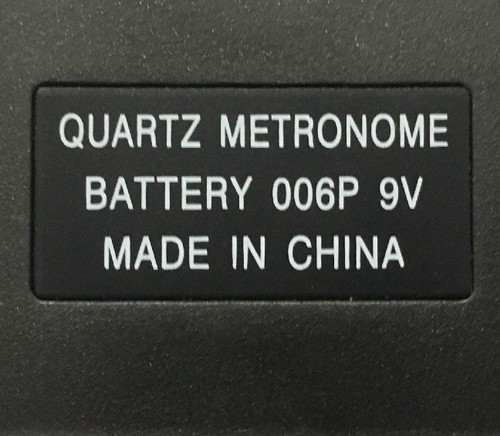 QUARTZ METRONOME
BATTERY 006P 9V
MADE IN CHINA